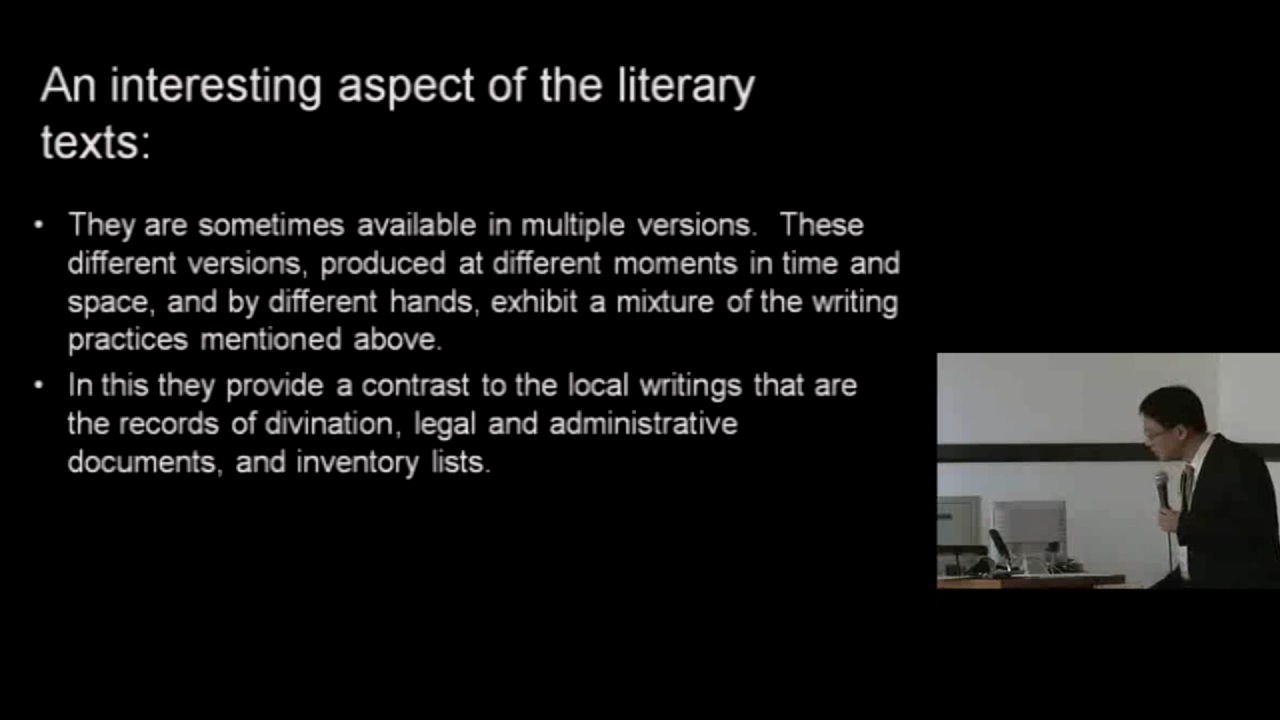 An interesting aspect of the literary
texts:
• They are sometimes available in multiple versions.  These
different versions, produced at different moments in time and
space, and by different hands, exhibit a mixture of the writing
practices mentioned above.
• In this they provide a contrast to the local writings that are
the records of divination, legal and administrative
documents, and inventory lists.